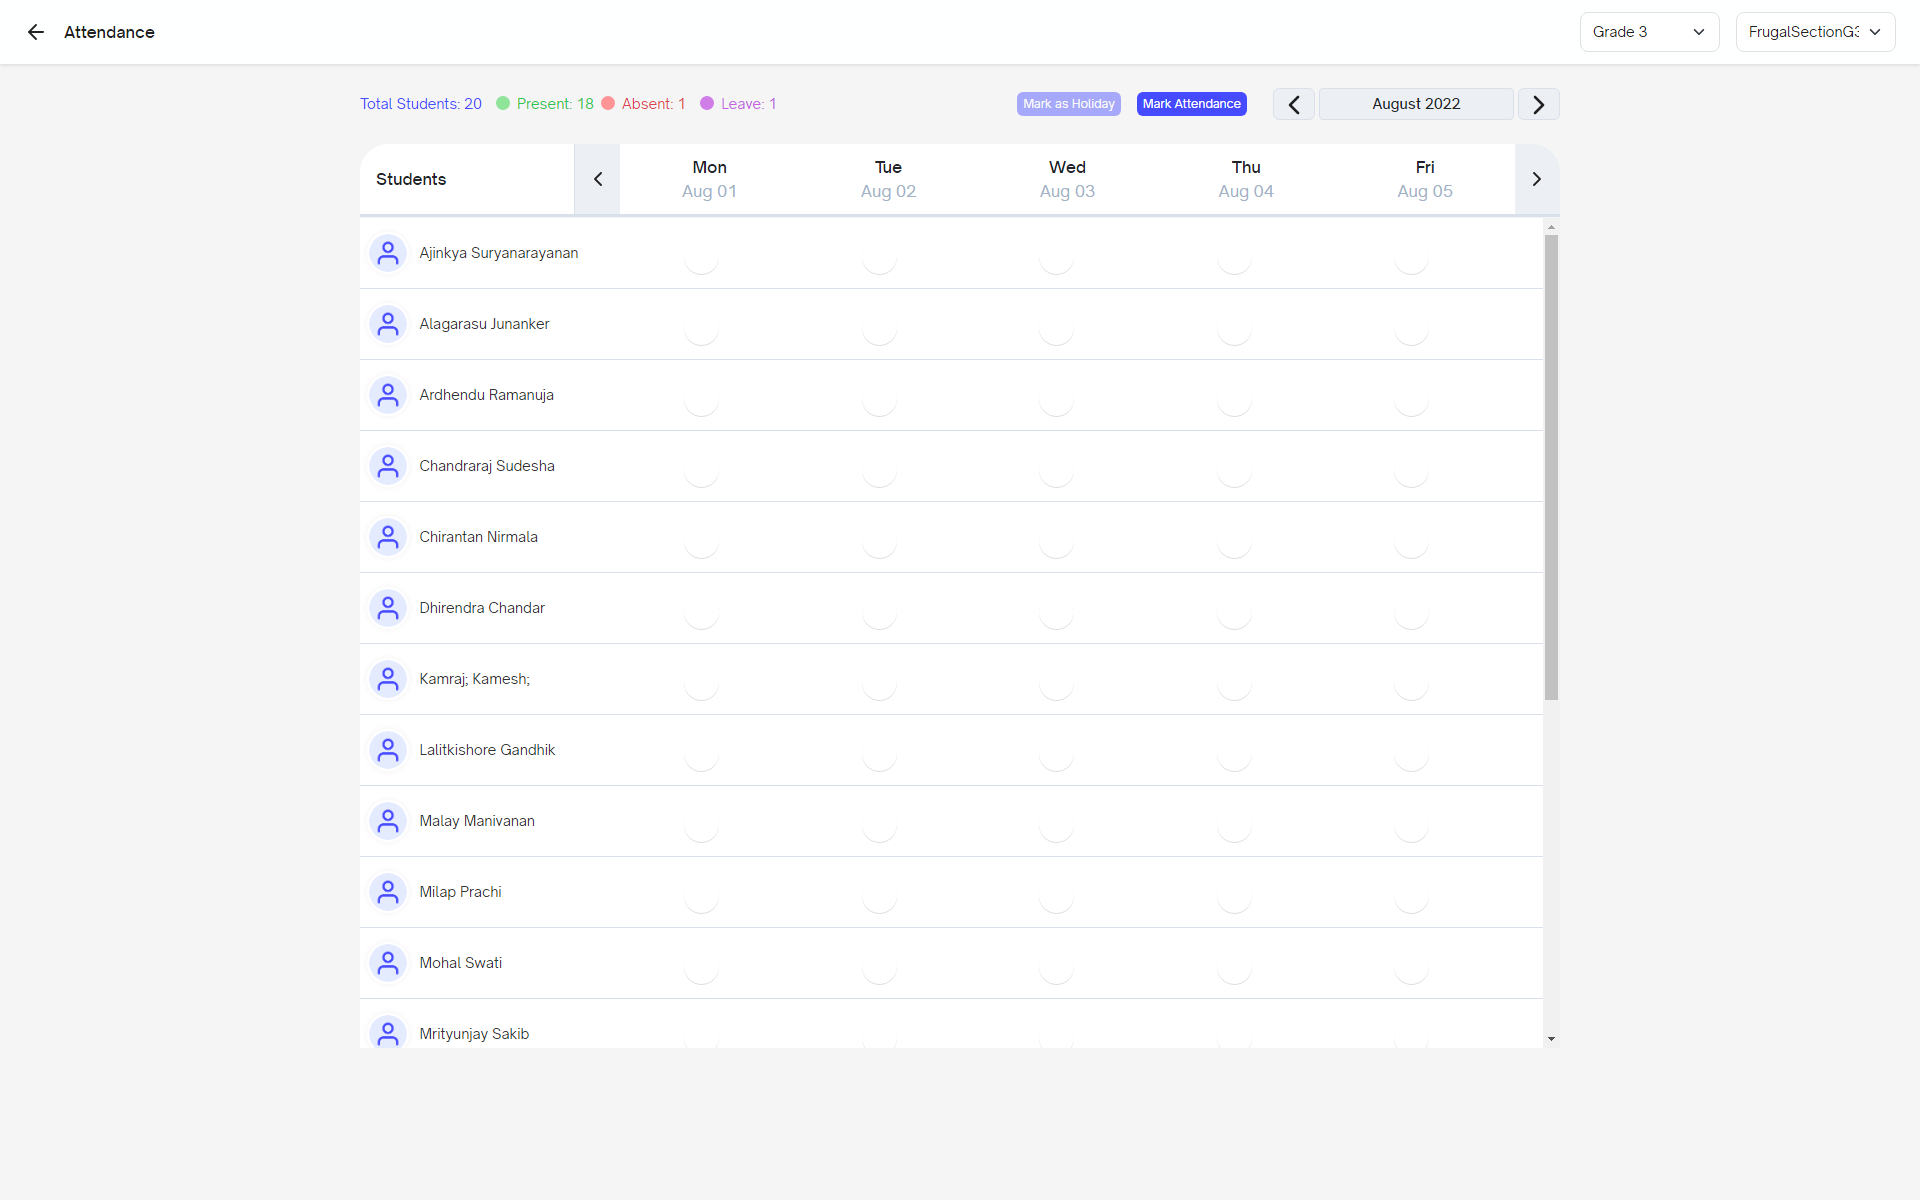 Attendance
Grade 3
FrugalSectionG3
Total Students: 20 Present: 18 Absent: 1 Leave: 1
Mark as Holiday
Mark Attendance
August 2022
Students
Mon Tue Wed Thu Fri
Aug 01 Aug 02 Aug 03 Aug 04 Aug 05
Ajinkya Suryanarayanan
Alagarasu Junanker
Ardhendu Ramanuja
Chandraraj Sudesha
Chirantan Nirmala
Dhirendra Chandar
Kamraj; Kamesh;
Lalitkishore Gandhik
Malay Manivanan
Milap Prachi
Mohal Swati
Mrityunjay Sakib